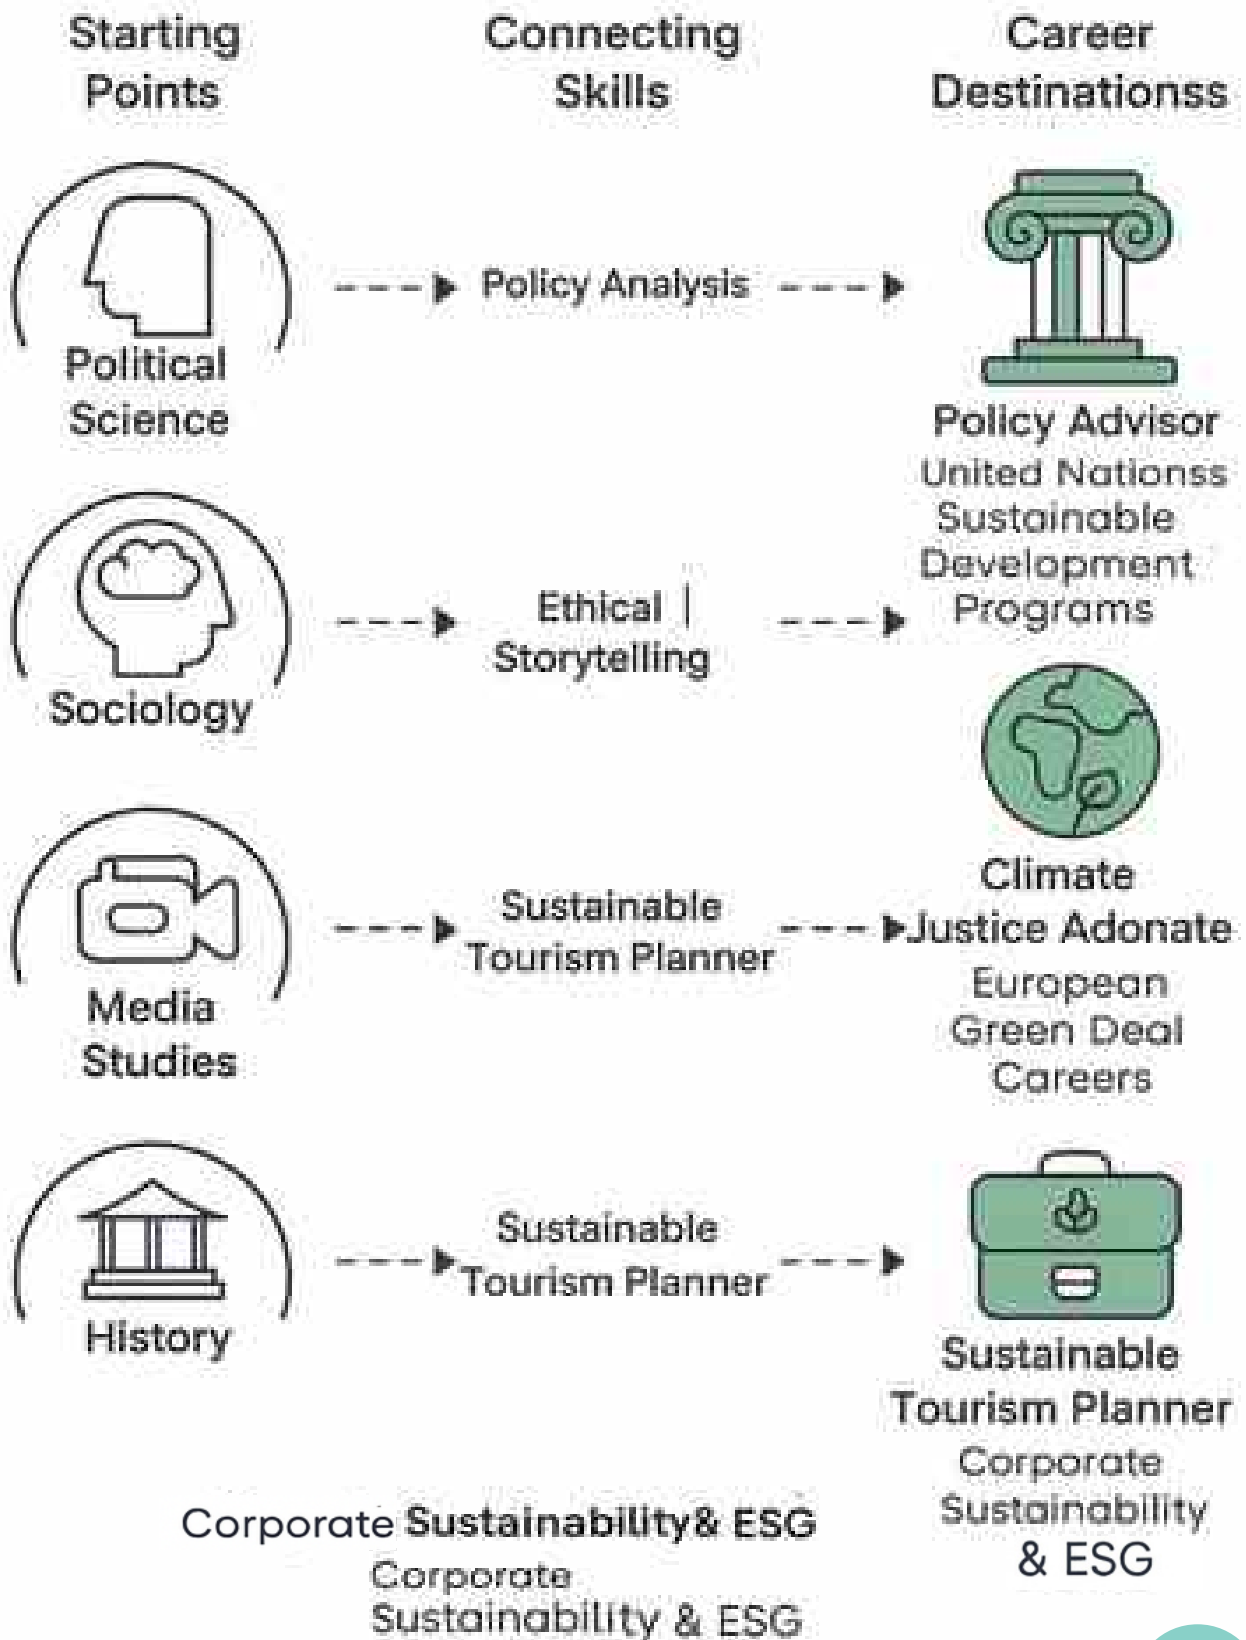 Starting
Points
Connecting
Skills
Career
Destinationss
Political
Science
Policy Analysis
Policy Advisor
United Nationss
Sustainable
Development
Programs
Sociology
Ethical |
Storytelling
Climate
Justice Adonate
European
Green Deal
Careers
Media
Studies
Sustainable
Tourism Planner
History
Sustainable
Tourism Planner
Sustainable
Tourism Planner
Corporate
Sustainability
& ESG
Corporate Sustainability& ESG
Corporate
Sustainability & ESG